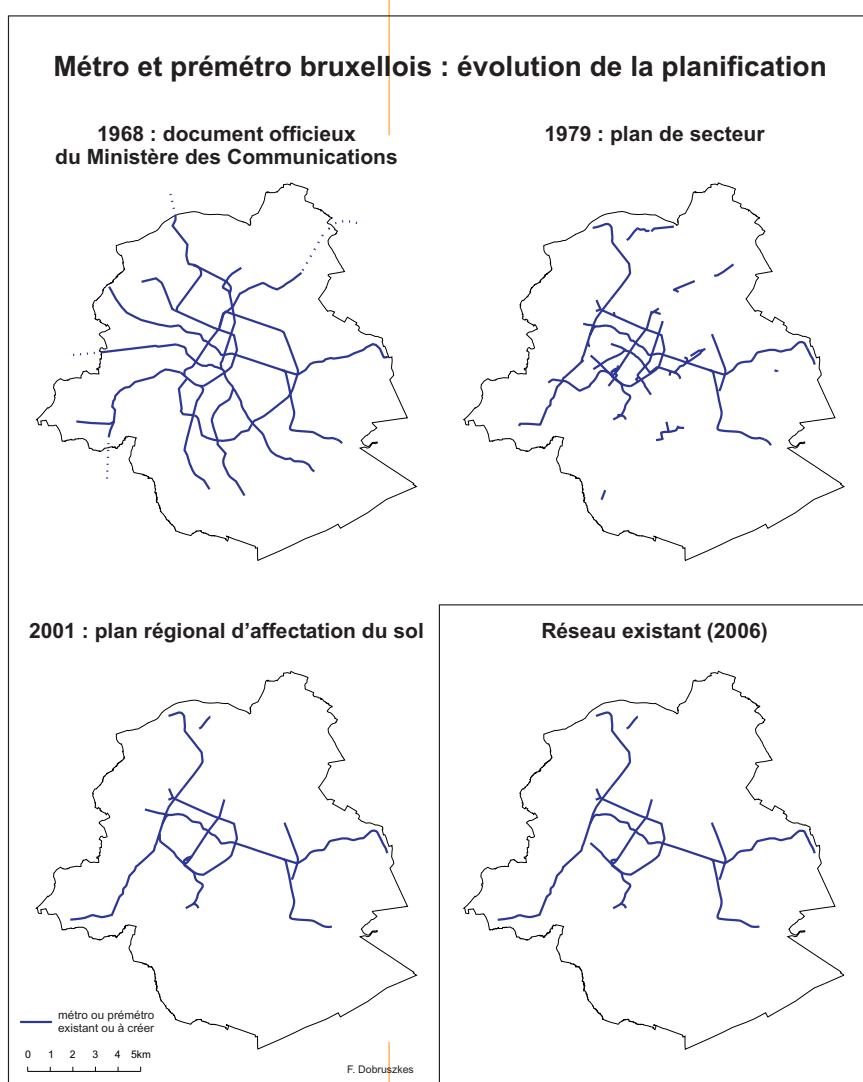 Métro et prémétro bruxellois : évolution de la planification
1968 : document officieux
du Ministère des Communications
1979 : plan de secteur
2001 : plan régional d’affectation du sol
Réseau existant (2006)
métro ou prémétro
existant ou à créer
0 1 2 3 4 5km
F. Dobruszkes